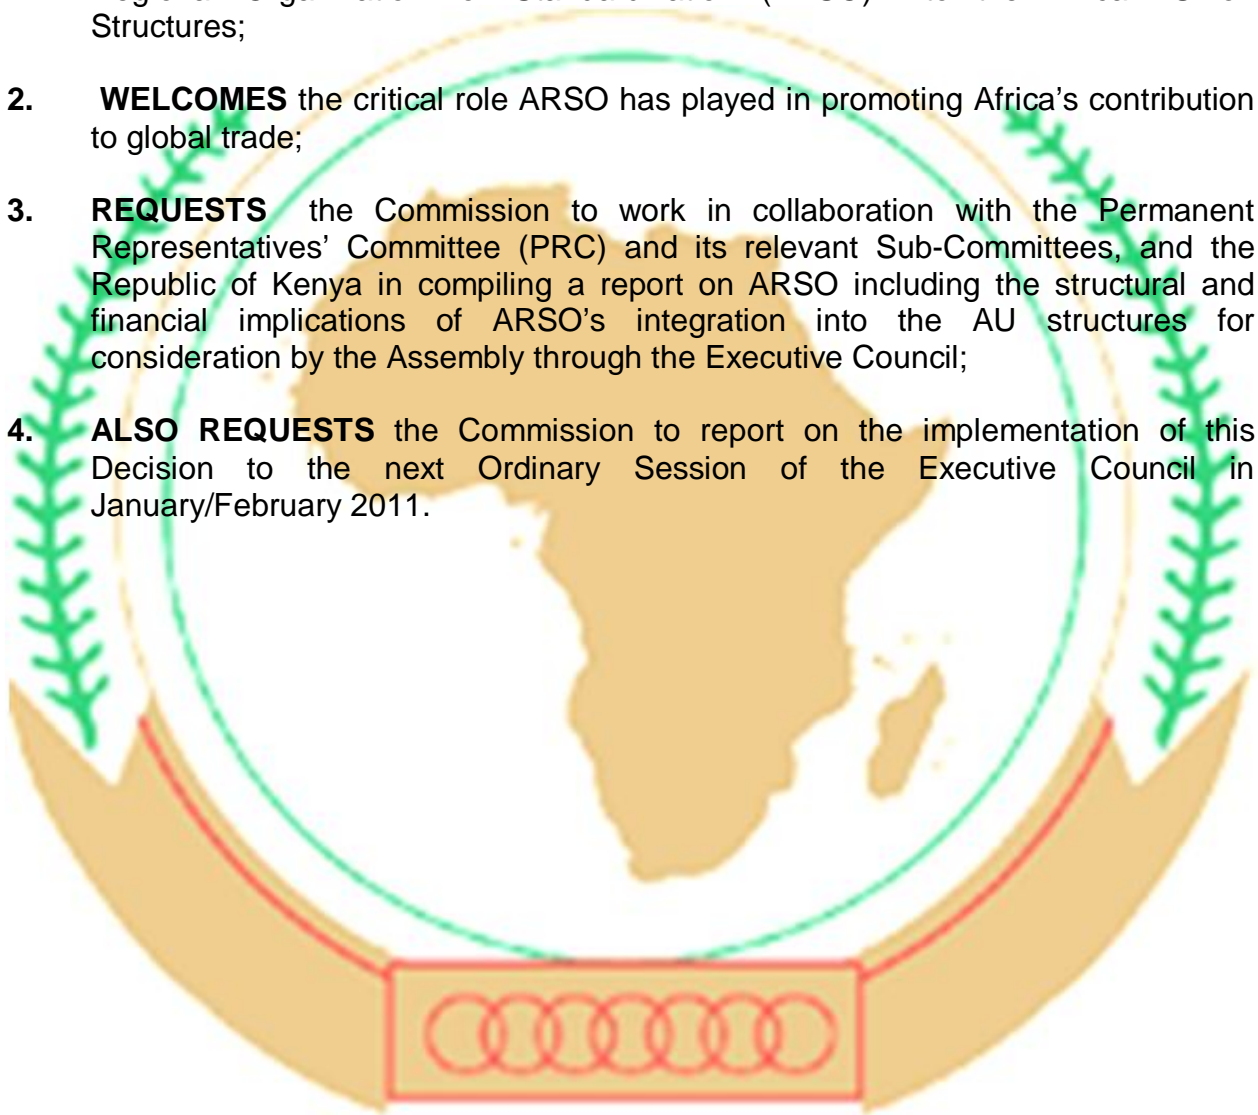 Structures;
2. WELCOMES the critical role ARSO has played in promoting Africa's contribution
to global trade;
3. REQUESTS the Commission to work in collaboration with the Permanent
Representatives' Committee (PRC) and its relevant Sub-Committees, and the
Republic of Kenya in compiling a report on ARSO including the structural and
financial implications of ARSO's integration into the AU structures for
consideration by the Assembly through the Executive Council;
4. ALSO REQUESTS the Commission to report on the implementation of this
Decision to the next Ordinary Session of the Executive Council in
January/February 2011.